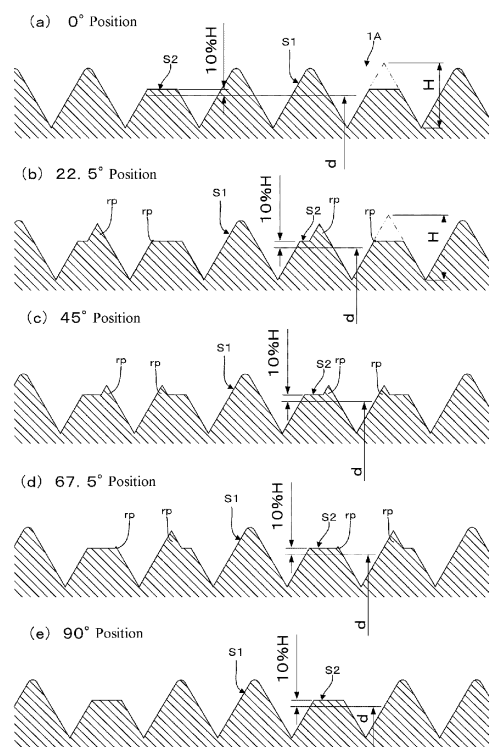 (a) 0° Position
S2
10%H
S1
1A
H
d
(b) 22. 5° Position
rp
rp
S1
10%H
S2
rp
rp
H
d
(c) 45° Position
rp
rp
S1
10%H
S2
rp
rp
d
(d) 67. 5° Position
rp
rp
S1
10%H
S2
rp
rp
d
(e) 90° Position
S1
10%H
S2
d